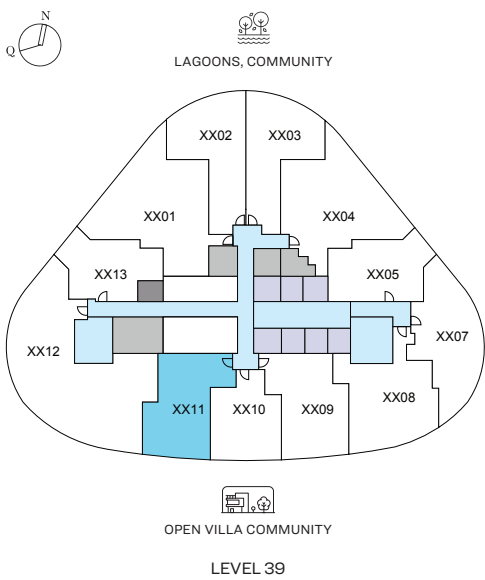 N
Q
LAGOONS, COMMUNITY
XX02
XX03
XX01
XX04
XX13
XX05
XX12
XX07
XX11
XX10
XX09
XX08
OPEN VILLA COMMUNITY
LEVEL 39